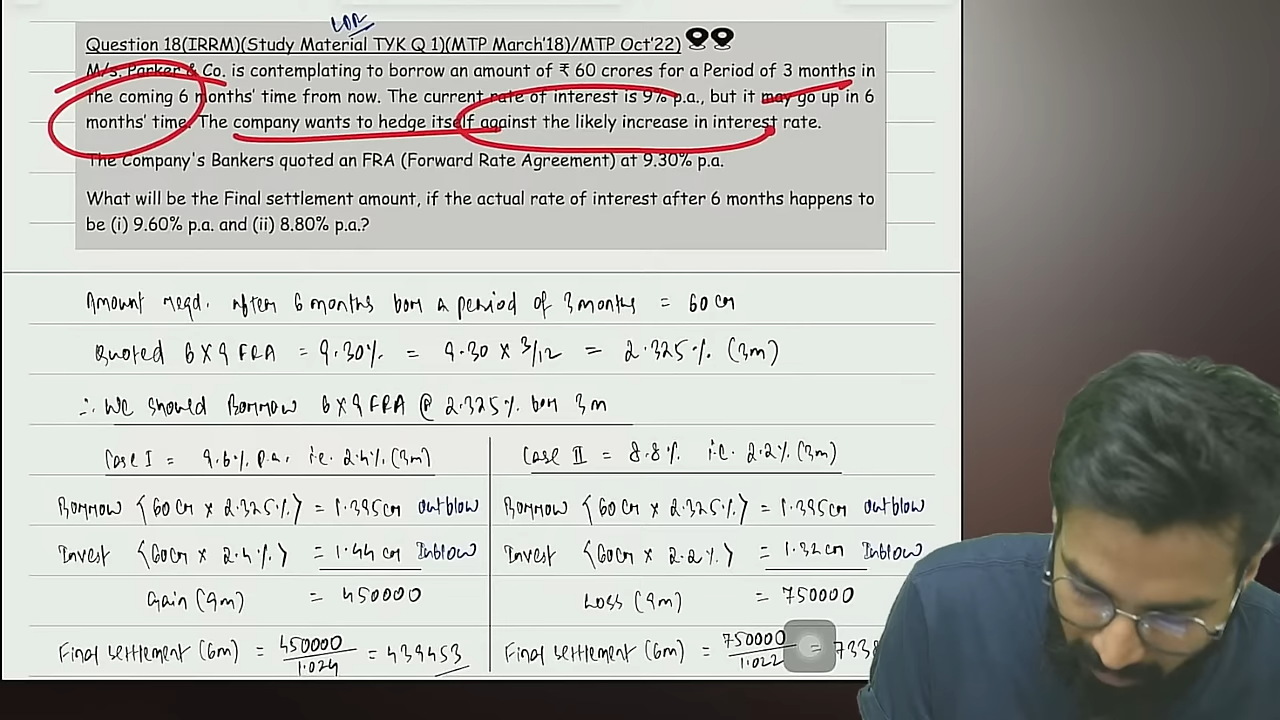 LDR
Question 18(IRRM)(Study Material TYK Q 1)(MTP March'18)/MTP Oct'22)
M/s. Parker & Co. is contemplating to borrow an amount of ₹ 60 crores for a Period of 3 months in
the coming 6 months' time from now. The current rate of interest is 9% p.a., but it may go up in 6
months' time. The company wants to hedge itself against the likely increase in interest rate.
The Company's Bankers quoted an FRA (Forward Rate Agreement) at 9.30% p.a.
What will be the Final settlement amount, if the actual rate of interest after 6 months happens to
be (i) 9.60% p.a. and (ii) 8.80% p.a.?
Amount reqd. after 6 months for a period of 3 months = 60 cr
Quoted 6X9 FRA = 9.30% = 9.30 × 3/12 = 2.325% (3m)
∴ We should Borrow 6X9 FRA @ 2.325% for 3m
Case I = 9.6% p.a. i.e. 2.4% (3m)
Borrow {60 cr × 2.325%} = 1.395 cr outflow
Invest {60 cr × 2.4%} = 1.44 cr Inflow
Gain (9m) = 450000
Final settlement (6m) = 450000/1.024 = 439453
Case II = 8.8% i.e. 2.2% (3m)
Borrow {60 cr × 2.325%} = 1.395 cr outflow
Invest {60 cr × 2.2%} = 1.32 cr Inflow
Loss (9m) = 750000
Final settlement (6m) = 750000/1.022 = 7338